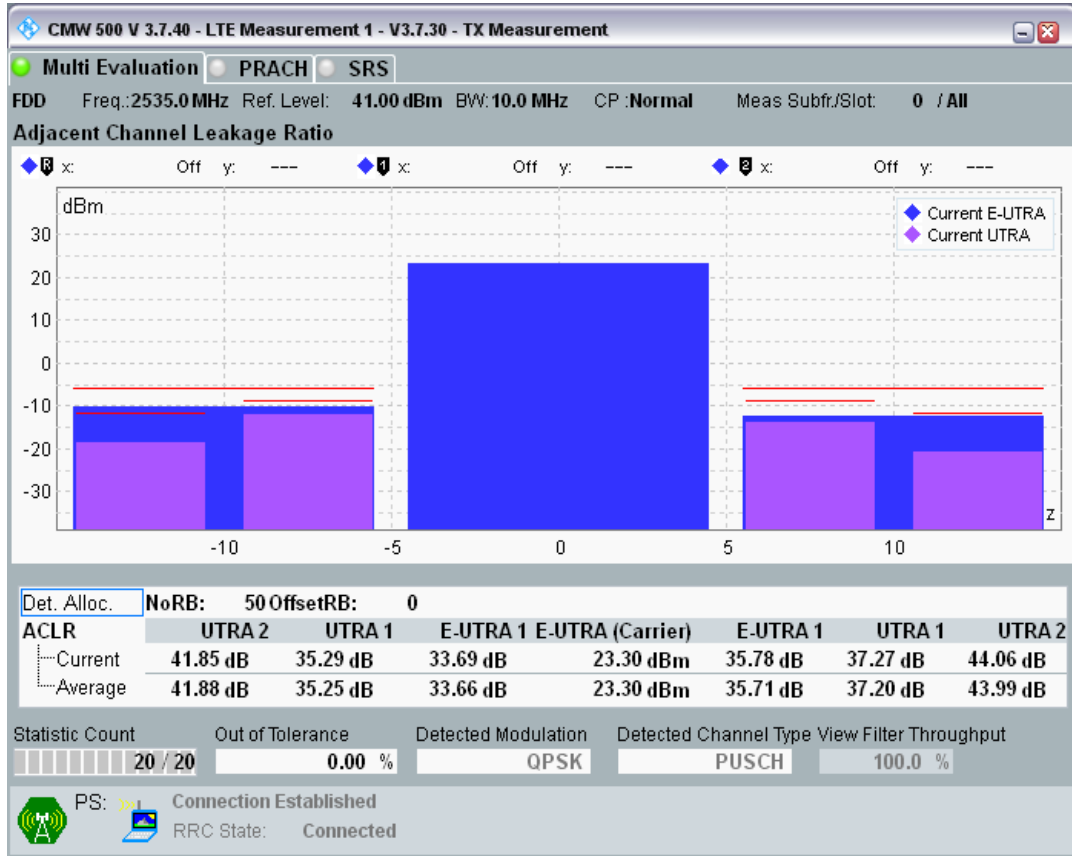 CMW 500 V 3.7.40 - LTE Measurement 1 - V3.7.30 - TX Measurement
Multi Evaluation PRACH SRS
FDD Freq.:2535.0 MHz Ref. Level: 41.00 dBm BW:10.0 MHz CP :Normal Meas Subfr./Slot: 0 / All
Adjacent Channel Leakage Ratio
R x: Off y: --- 1 x: Off y: --- 2 x: Off y: ---
dBm
Current E-UTRA
Current UTRA
30
20
10
0
-10
-20
-30
z
-10 -5 0 5 10
Det. Alloc. NoRB: 50 OffsetRB: 0
ACLR UTRA 2 UTRA 1 E-UTRA 1 E-UTRA (Carrier) E-UTRA 1 UTRA 1 UTRA 2
Current 41.85 dB 35.29 dB 33.69 dB 23.30 dBm 35.78 dB 37.27 dB 44.06 dB
Average 41.88 dB 35.25 dB 33.66 dB 23.30 dBm 35.71 dB 37.20 dB 43.99 dB
Statistic Count Out of Tolerance Detected Modulation Detected Channel Type View Filter Throughput
20 / 20 0.00 % QPSK PUSCH 100.0 %
PS: Connection Established
RRC State: Connected